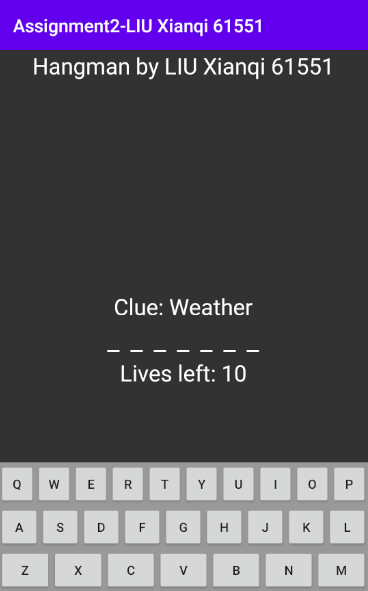 Assignment2-LIU Xianqi 61551
Hangman by LIU Xianqi 61551
Clue: Weather
_ _ _ _ _ _ _
Lives left: 10
Q W E R T Y U I O P
A S D F G H J K L
Z X C V B N M